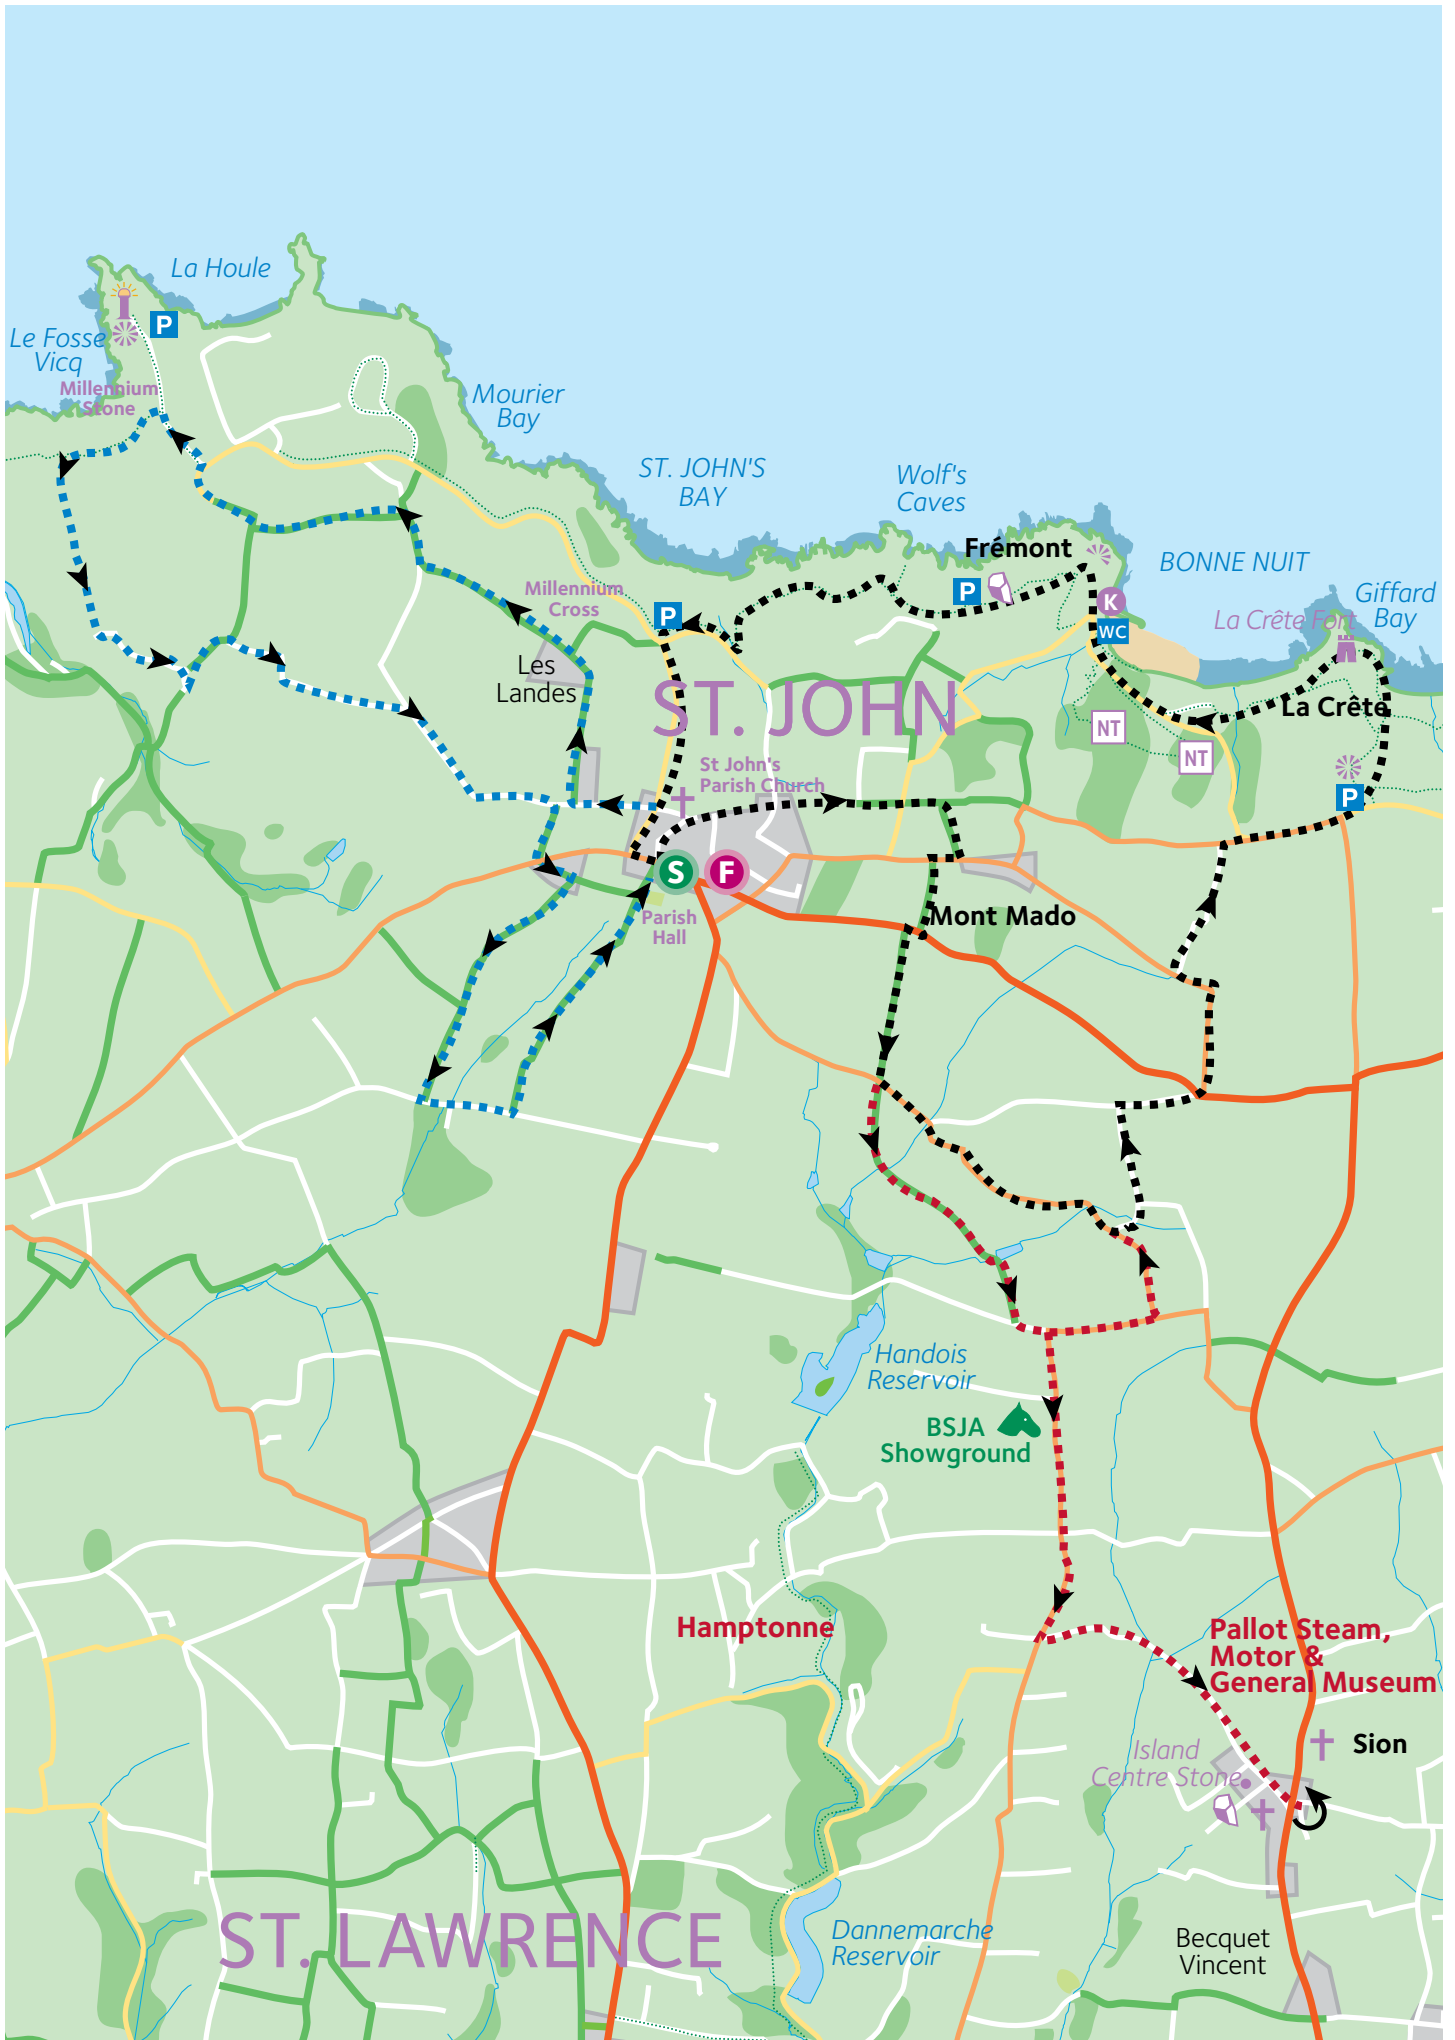 La Houle
P
Le Fosse
Vicq
Millennium
Stone
Mourier
Bay
ST. JOHN'S
BAY
Wolf's
Caves
Frémont
BONNE NUIT
Giffard
Bay
La Crête Fort
P
K
WC
Millennium
Cross
P
Les
Landes
ST. JOHN
La Crête
NT
NT
St John's
Parish Church
P
S
F
Parish
Hall
Mont Mado
Handois
Reservoir
BSJA
Showground
Hamptonne
Pallot Steam,
Motor &
General Museum
Sion
Island
Centre Stone
ST. LAWRENCE
Dannemarche
Reservoir
Becquet
Vincent